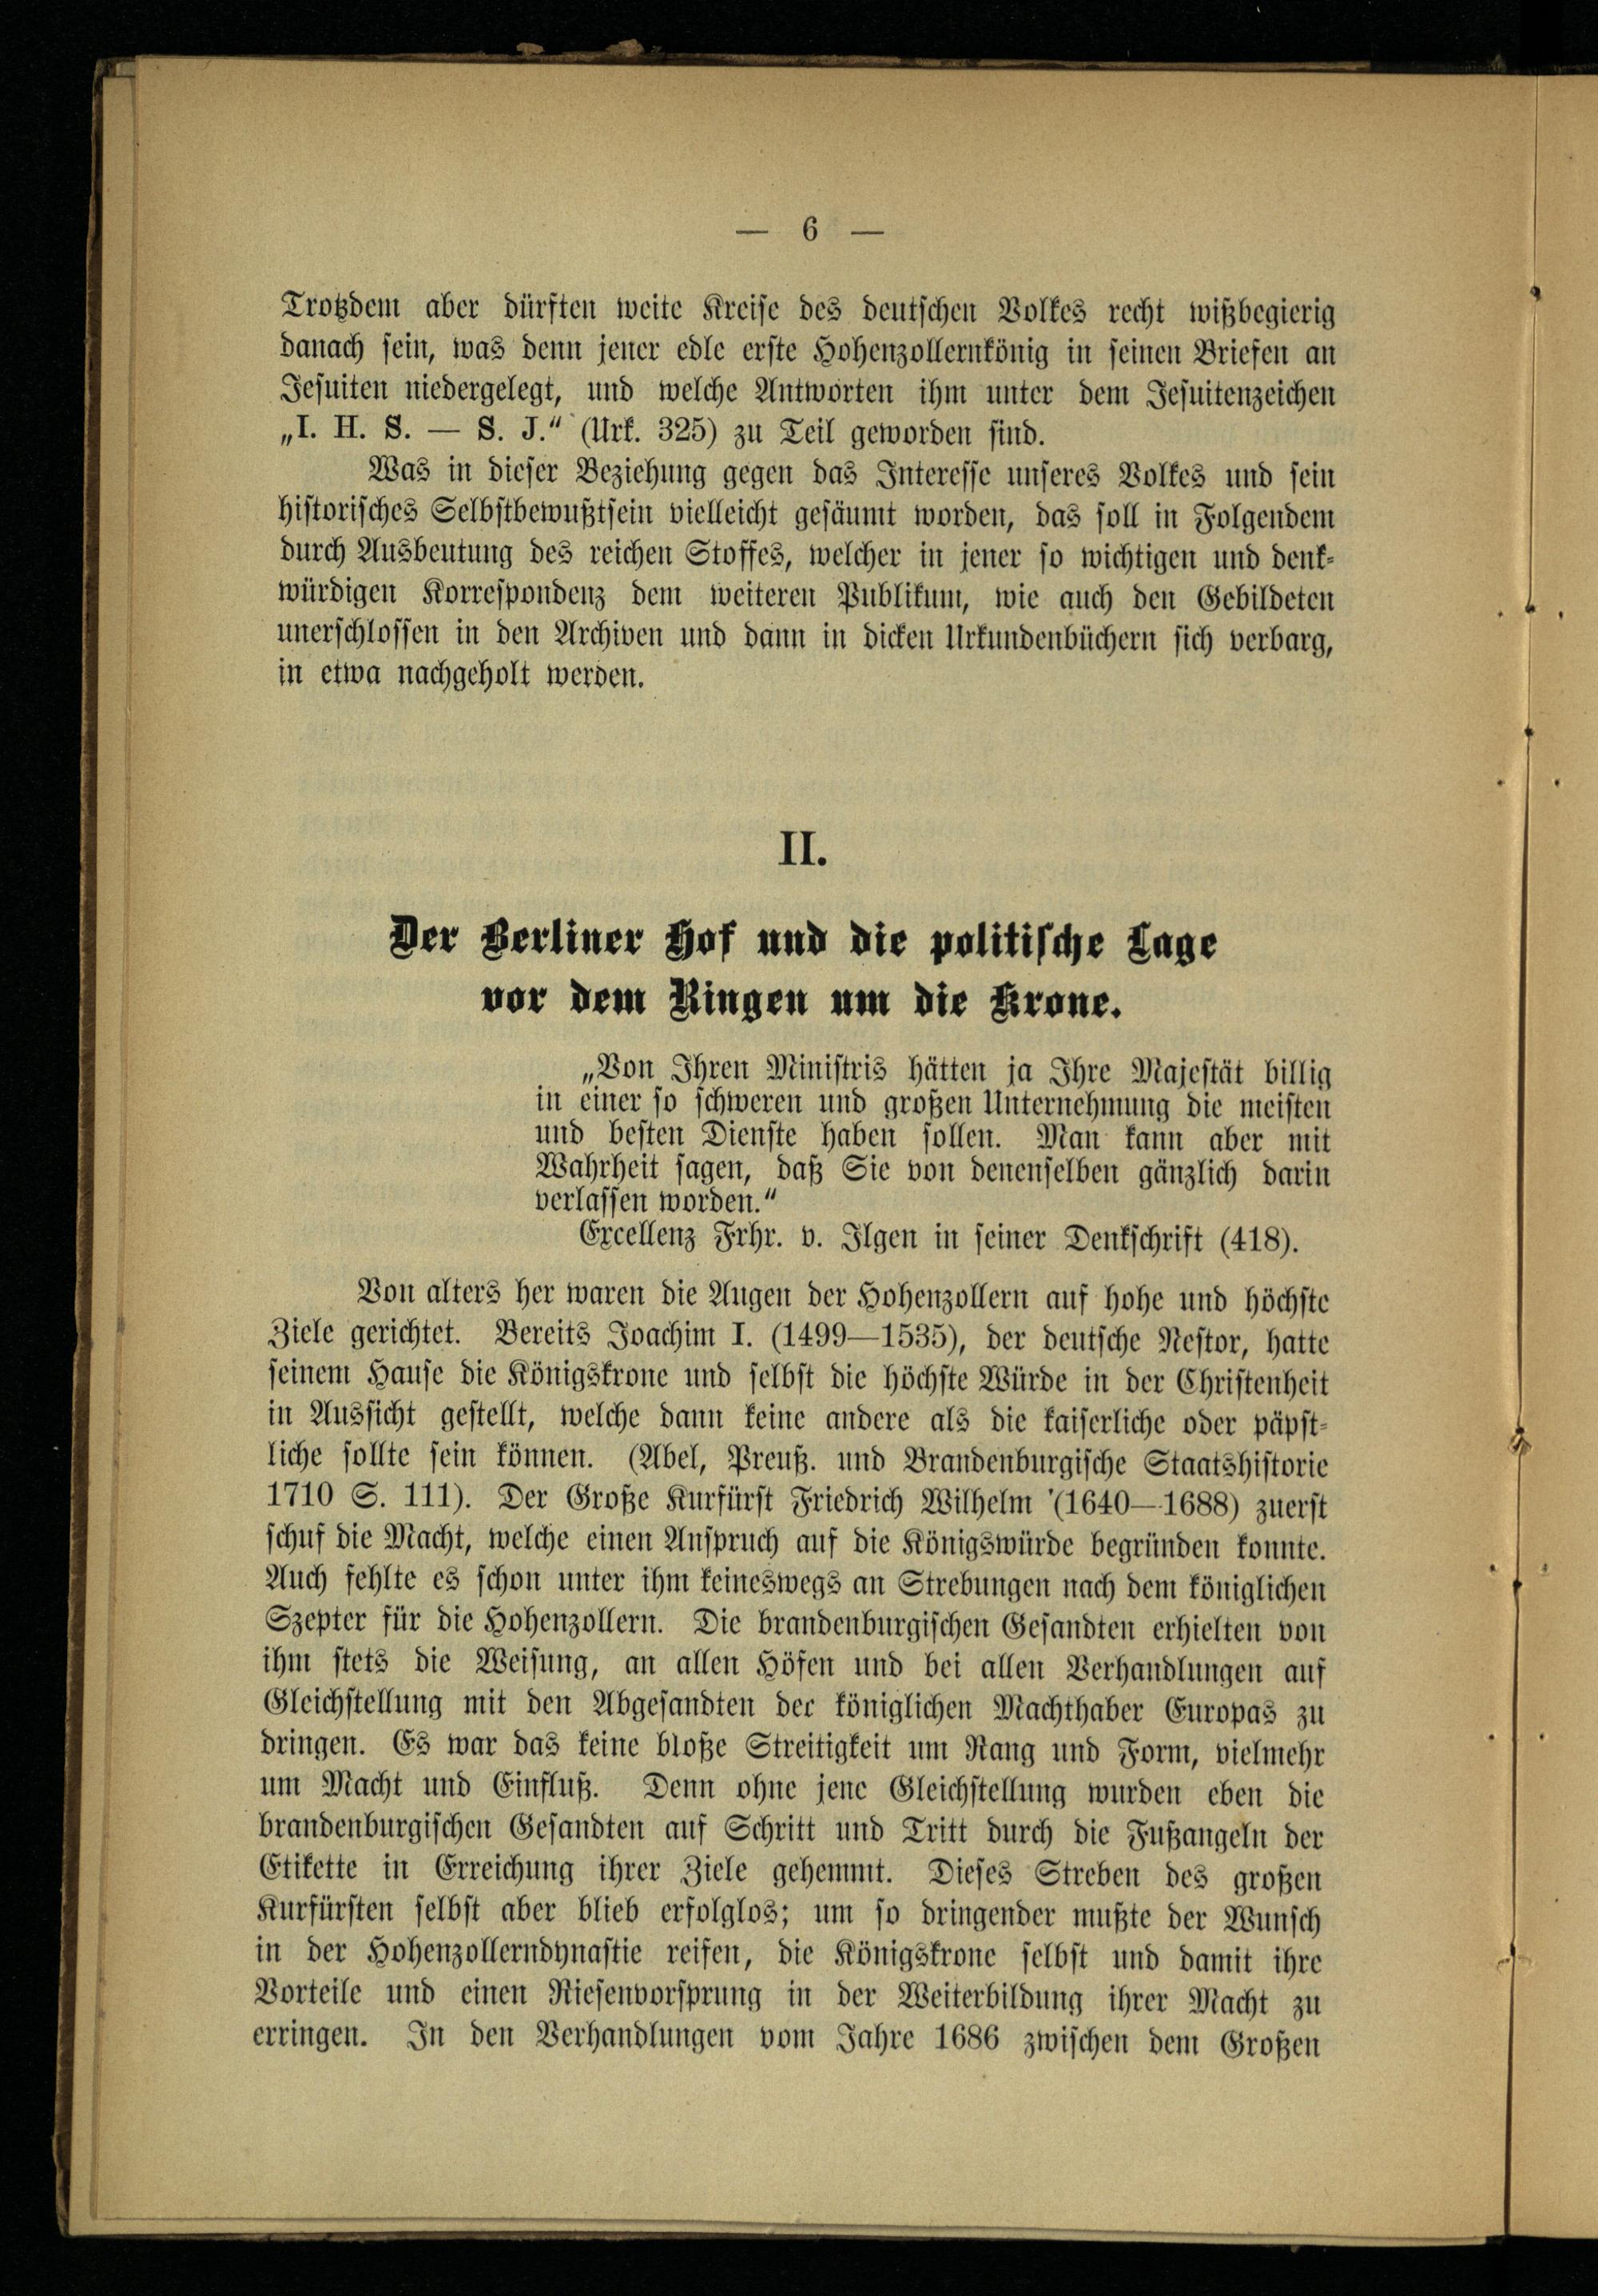 — 6 —
Trotzdem aber dürften weite Kreise des deutschen Volkes recht wißbegierig
danach sein, was denn jener edle erste Hohenzollernkönig in seinen Briefen an
Jesuiten niedergelegt, und welche Antworten ihm unter dem Jesuitenzeichen
„I. H. S. — S. J.“ (Urk. 325) zu Teil geworden sind.
Was in dieser Beziehung gegen das Interesse unseres Volkes und sein
historisches Selbstbewußtsein vielleicht gesäumt worden, das soll in Folgendem
durch Ausbeutung des reichen Stoffes, welcher in jener so wichtigen und denk-
würdigen Korrespondenz dem weiteren Publikum, wie auch den Gebildeten
unerschlossen in den Archiven und dann in dicken Urkundenbüchern sich verbarg,
in etwa nachgeholt werden.
II.
Der Berliner Hof und die politische Lage
vor dem Ringen um die Krone.
„Von Ihren Ministris hätten ja Ihre Majestät billig
in einer so schweren und großen Unternehmung die meisten
und besten Dienste haben sollen. Man kann aber mit
Wahrheit sagen, daß Sie von denenselben gänzlich darin
verlassen worden.“
Excellenz Frhr. v. Ilgen in seiner Denkschrift (418).
Von alters her waren die Augen der Hohenzollern auf hohe und höchste
Ziele gerichtet. Bereits Joachim I. (1499—1535), der deutsche Nestor, hatte
seinem Hause die Königskrone und selbst die höchste Würde in der Christenheit
in Aussicht gestellt, welche dann keine andere als die kaiserliche oder päpst-
liche sollte sein können. (Abel, Preuß. und Brandenburgische Staatshistorie
1710 S. 111). Der Große Kurfürst Friedrich Wilhelm (1640—1688) zuerst
schuf die Macht, welche einen Anspruch auf die Königswürde begründen konnte.
Auch fehlte es schon unter ihm keineswegs an Strebungen nach dem königlichen
Szepter für die Hohenzollern. Die brandenburgischen Gesandten erhielten von
ihm stets die Weisung, an allen Höfen und bei allen Verhandlungen auf
Gleichstellung mit den Abgesandten der königlichen Machthaber Europas zu
dringen. Es war das keine bloße Streitigkeit um Rang und Form, vielmehr
um Macht und Einfluß. Denn ohne jene Gleichstellung wurden eben die
brandenburgischen Gesandten auf Schritt und Tritt durch die Fußangeln der
Etikette in Erreichung ihrer Ziele gehemmt. Dieses Streben des großen
Kurfürsten selbst aber blieb erfolglos; um so dringender mußte der Wunsch
in der Hohenzollerndynastie reifen, die Königskrone selbst und damit ihre
Vorteile und einen Riesenvorsprung in der Weiterbildung ihrer Macht zu
erringen. In den Verhandlungen vom Jahre 1686 zwischen dem Großen